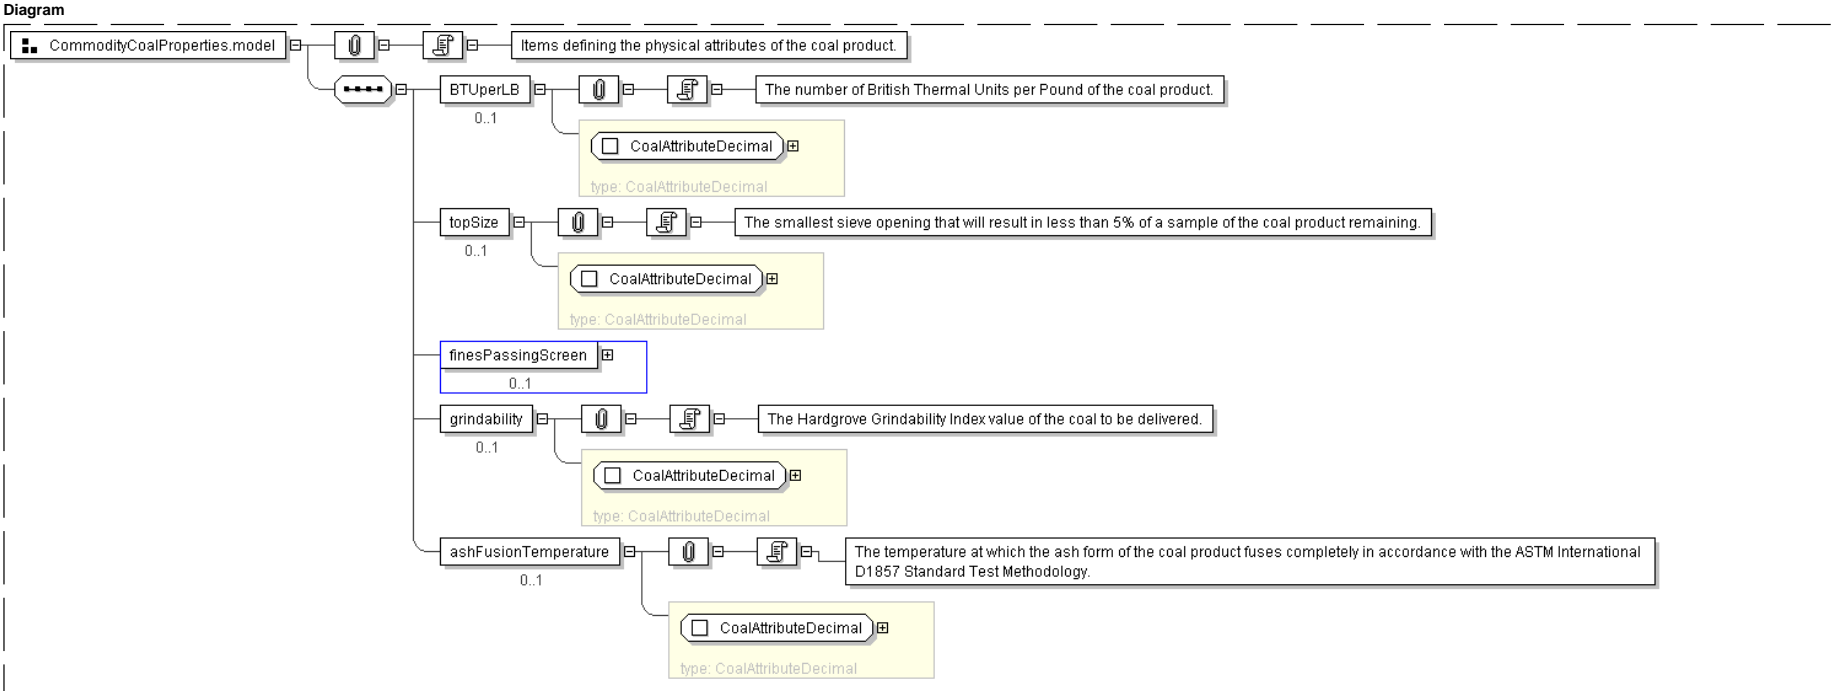 Diagram
CommodityCoalProperties.model
Items defining the physical attributes of the coal product.
BTUperLB
The number of British Thermal Units per Pound of the coal product.
0..1
CoalAttributeDecimal
type: CoalAttributeDecimal
topSize
The smallest sieve opening that will result in less than 5% of a sample of the coal product remaining.
0..1
CoalAttributeDecimal
type: CoalAttributeDecimal
finesPassingScreen
0..1
grindability
The Hardgrove Grindability Index value of the coal to be delivered.
0..1
CoalAttributeDecimal
type: CoalAttributeDecimal
ashFusionTemperature
The temperature at which the ash form of the coal product fuses completely in accordance with the ASTM International
D1857 Standard Test Methodology.
0..1
CoalAttributeDecimal
type: CoalAttributeDecimal